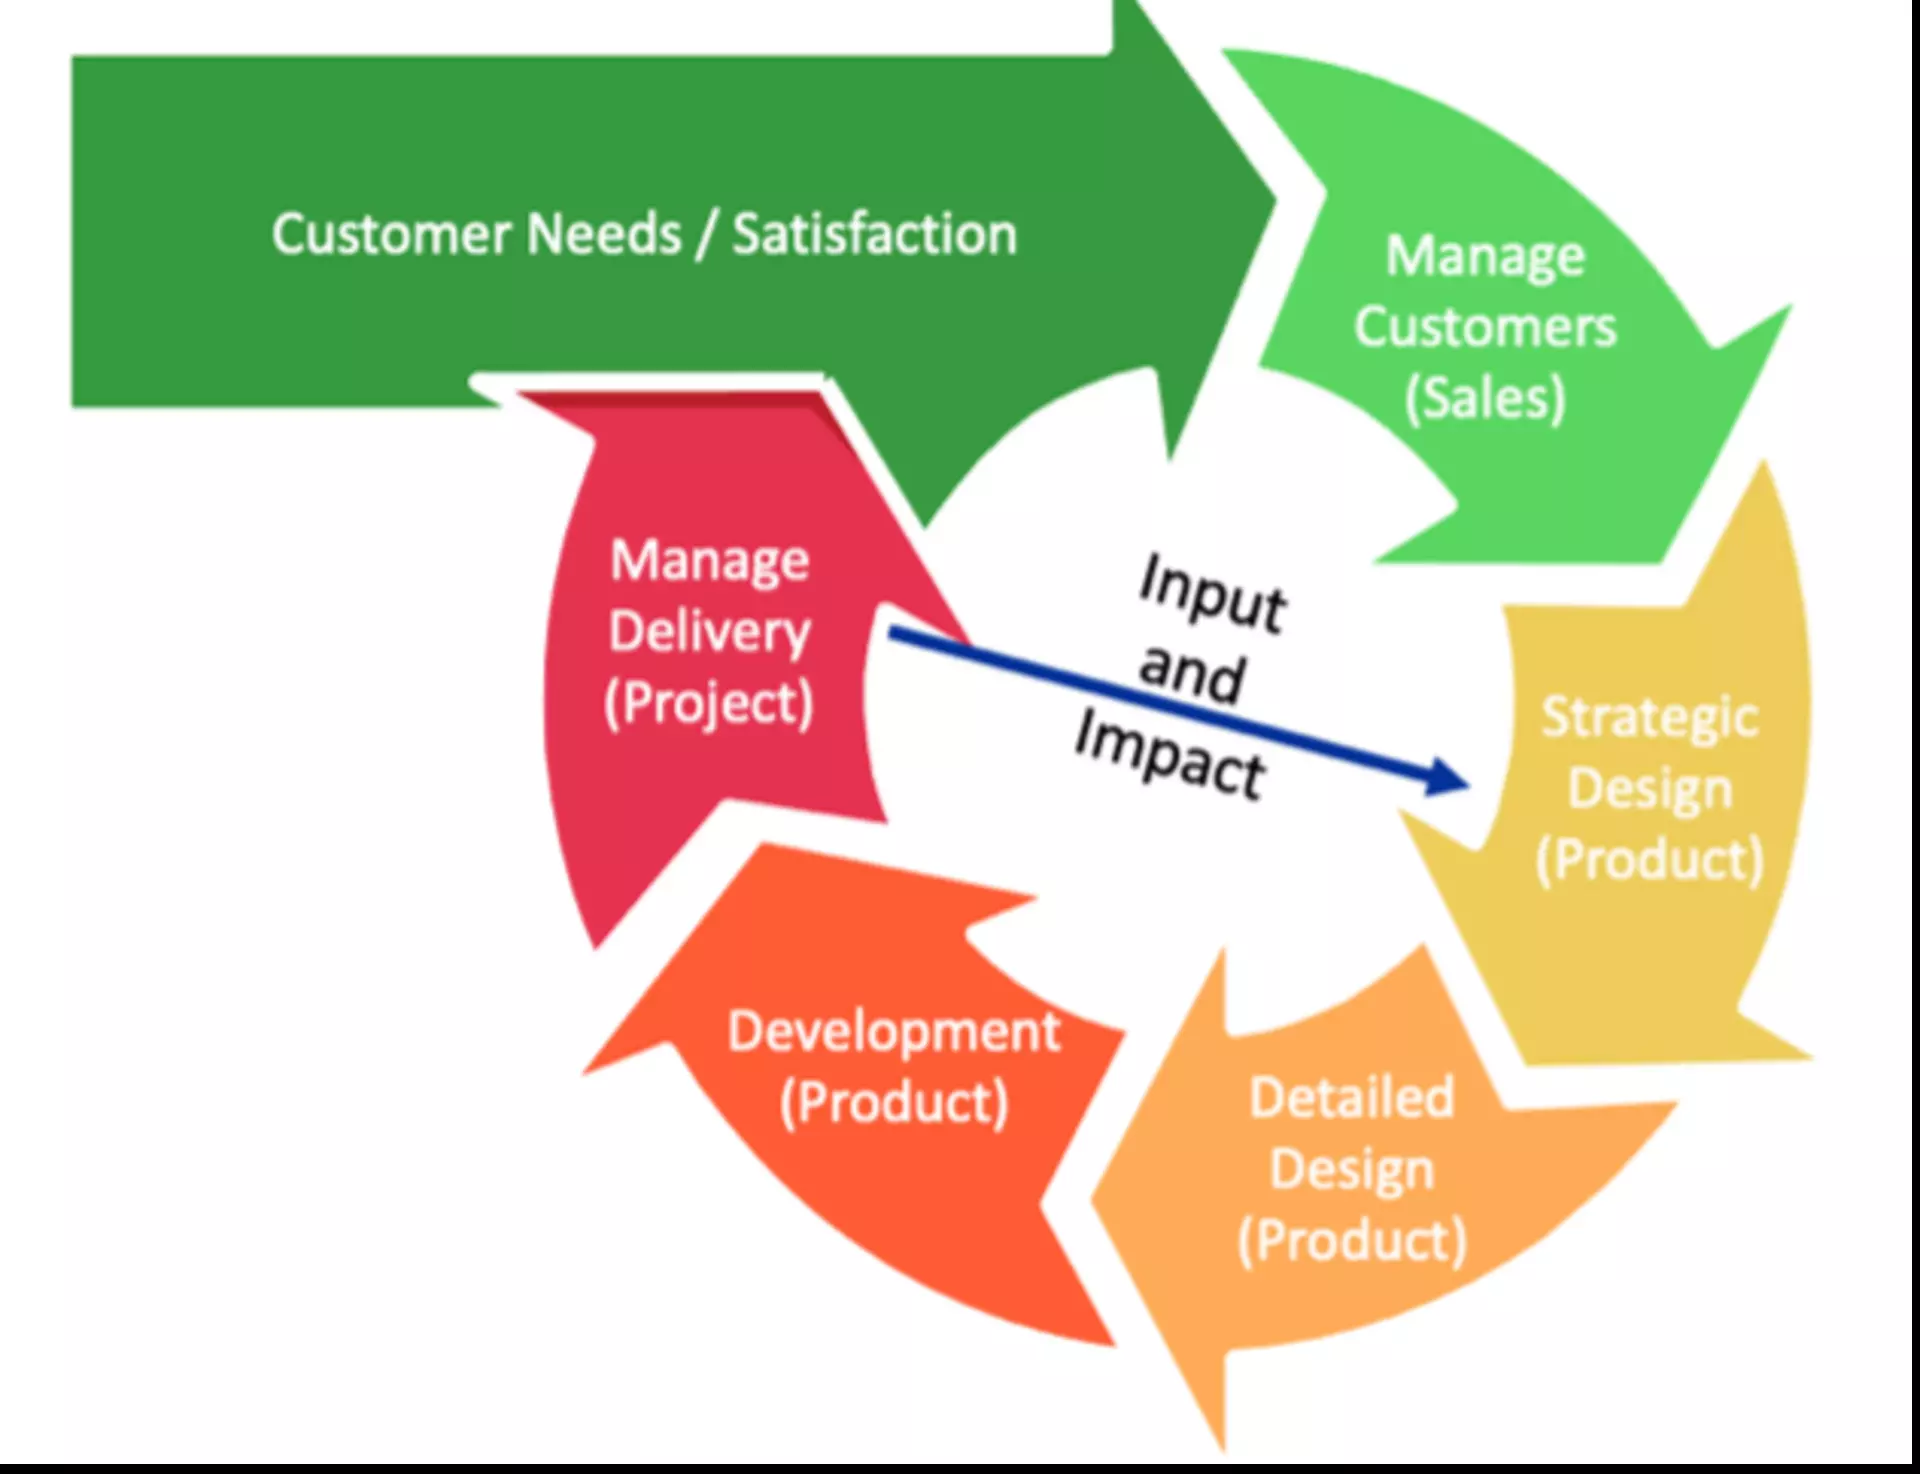 Customer Needs / Satisfaction
Manage
Customers
(Sales)
Strategic
Design
(Product)
Detailed
Design
(Product)
Development
(Product)
Manage
Delivery
(Project)
Input
and
Impact